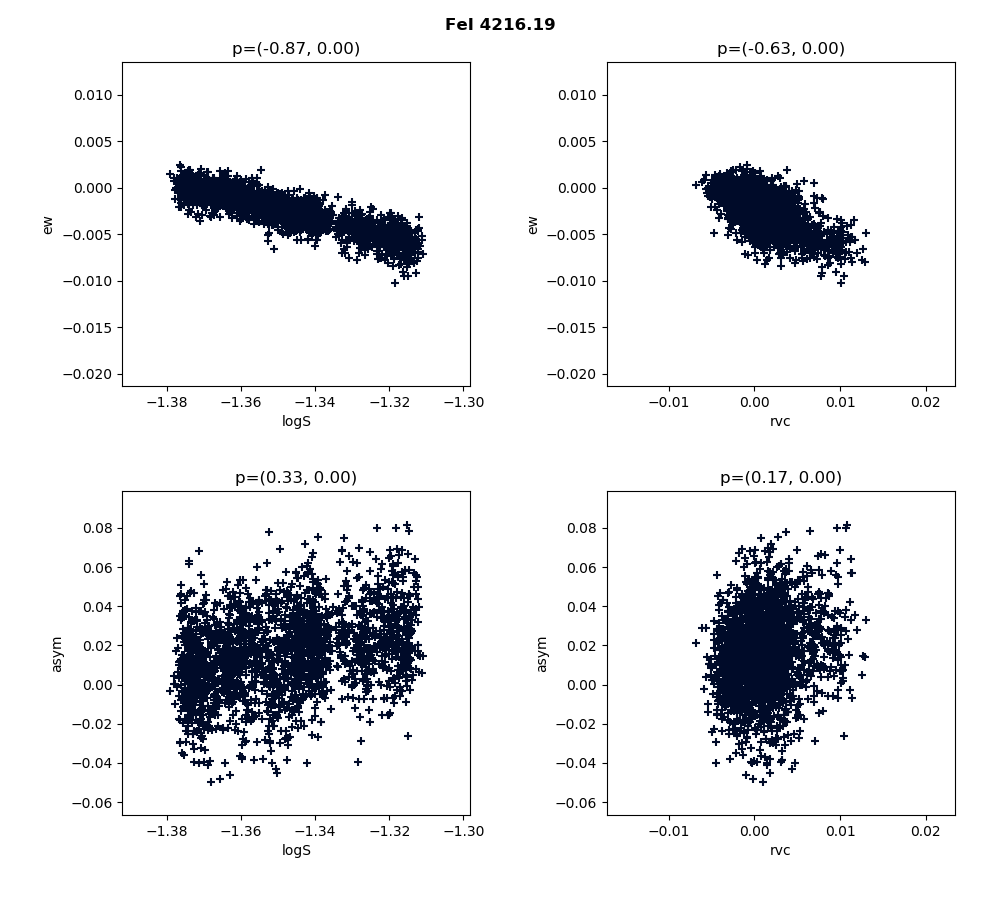 FeI 4216.19
p=(-0.87, 0.00)
0.010
0.005
0.000
−0.005
−0.010
−0.015
−0.020
ew
−1.38 −1.36 −1.34 −1.32 −1.30
logS
p=(-0.63, 0.00)
0.010
0.005
0.000
−0.005
−0.010
−0.015
−0.020
ew
−0.01 0.00 0.01 0.02
rvc
p=(0.33, 0.00)
0.08
0.06
0.04
0.02
0.00
−0.02
−0.04
−0.06
asym
−1.38 −1.36 −1.34 −1.32 −1.30
logS
p=(0.17, 0.00)
0.08
0.06
0.04
0.02
0.00
−0.02
−0.04
−0.06
asym
−0.01 0.00 0.01 0.02
rvc